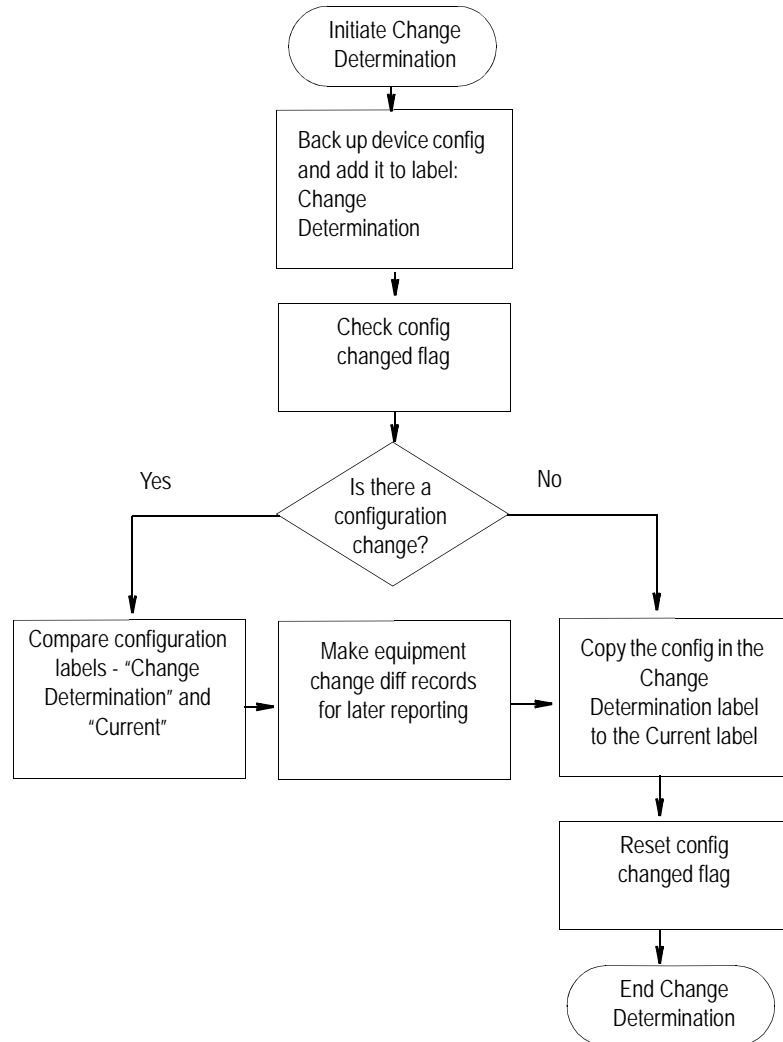 Initiate Change
Determination
Back up device config
and add it to label:
Change
Determination
Check config
changed flag
Yes
No
Is there a
configuration
change?
Compare configuration
labels - “Change
Determination” and
“Current”
Make equipment
change diff records
for later reporting
Copy the config in the
Change
Determination label
to the Current label
Reset config
changed flag
End Change
Determination